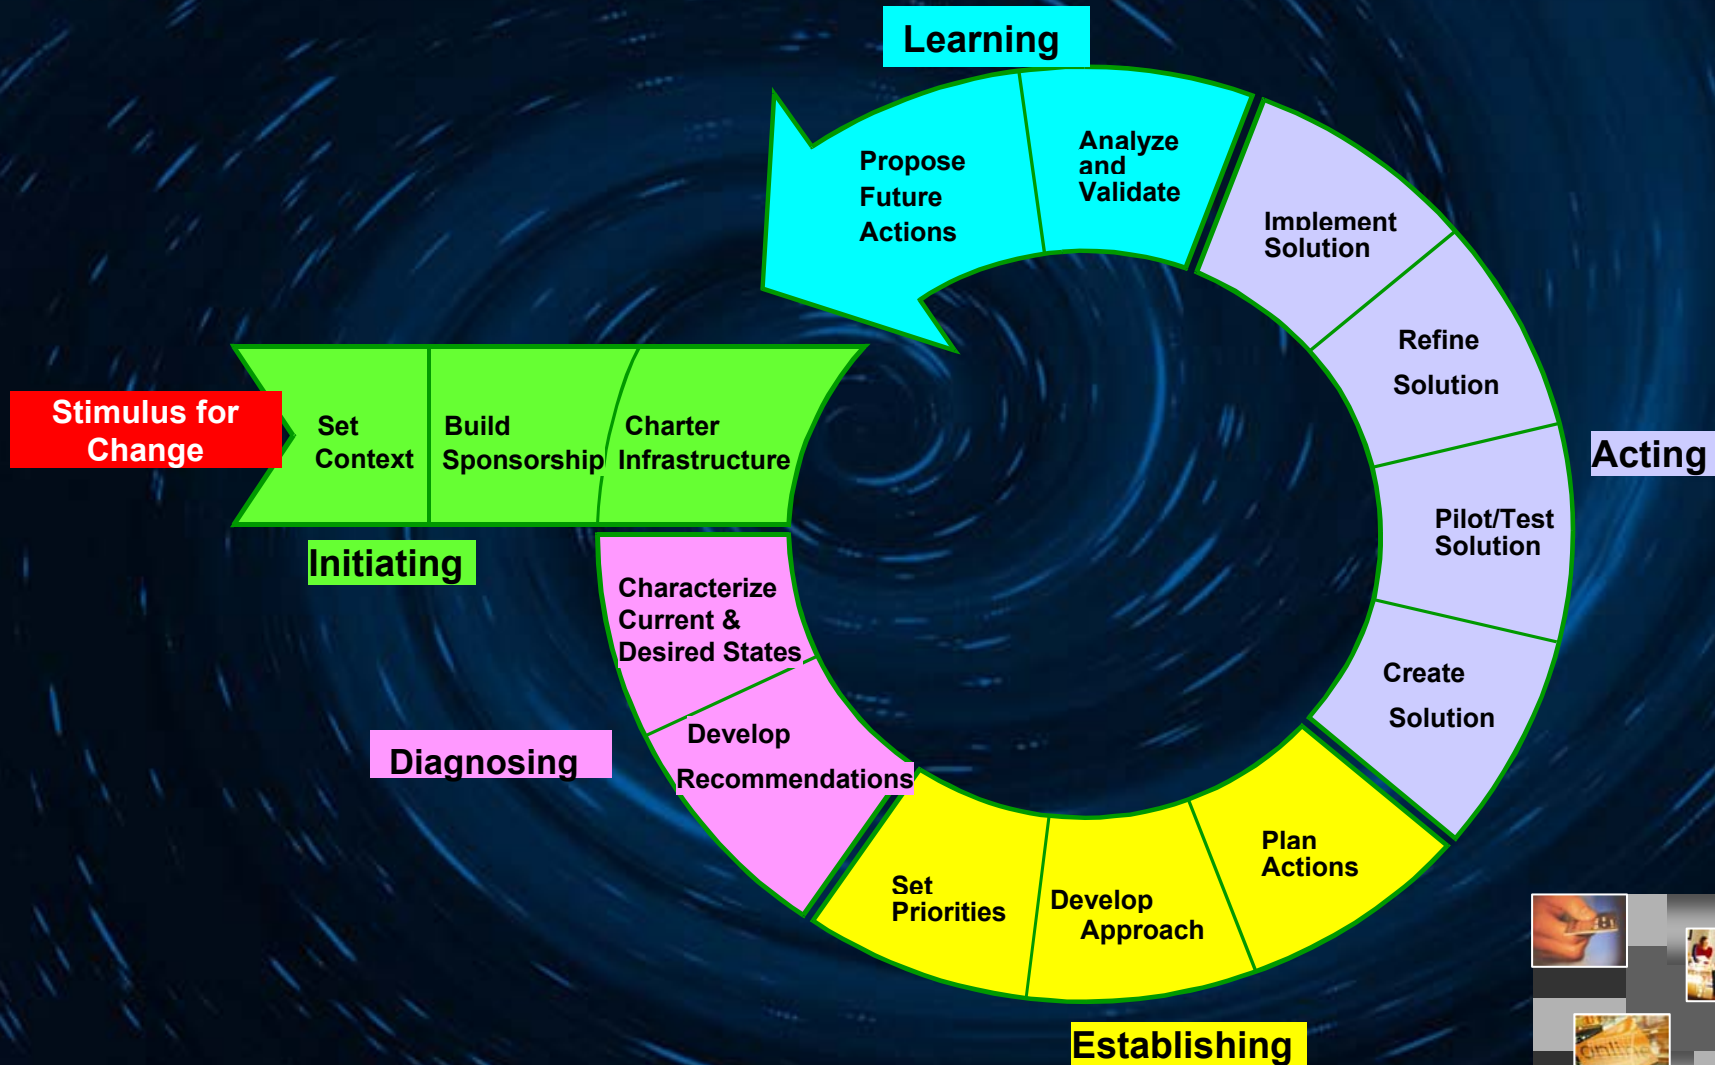 Learning
Propose
Future
Actions
Analyze
and
Validate
Implement
Solution
Refine
Solution
Acting
Pilot/Test
Solution
Create
Solution
Stimulus for
Change
Set
Context
Build
Sponsorship
Charter
Infrastructure
Initiating
Characterize
Current &
Desired States
Diagnosing
Develop
Recommendations
Set
Priorities
Develop
Approach
Plan
Actions
Establishing
online